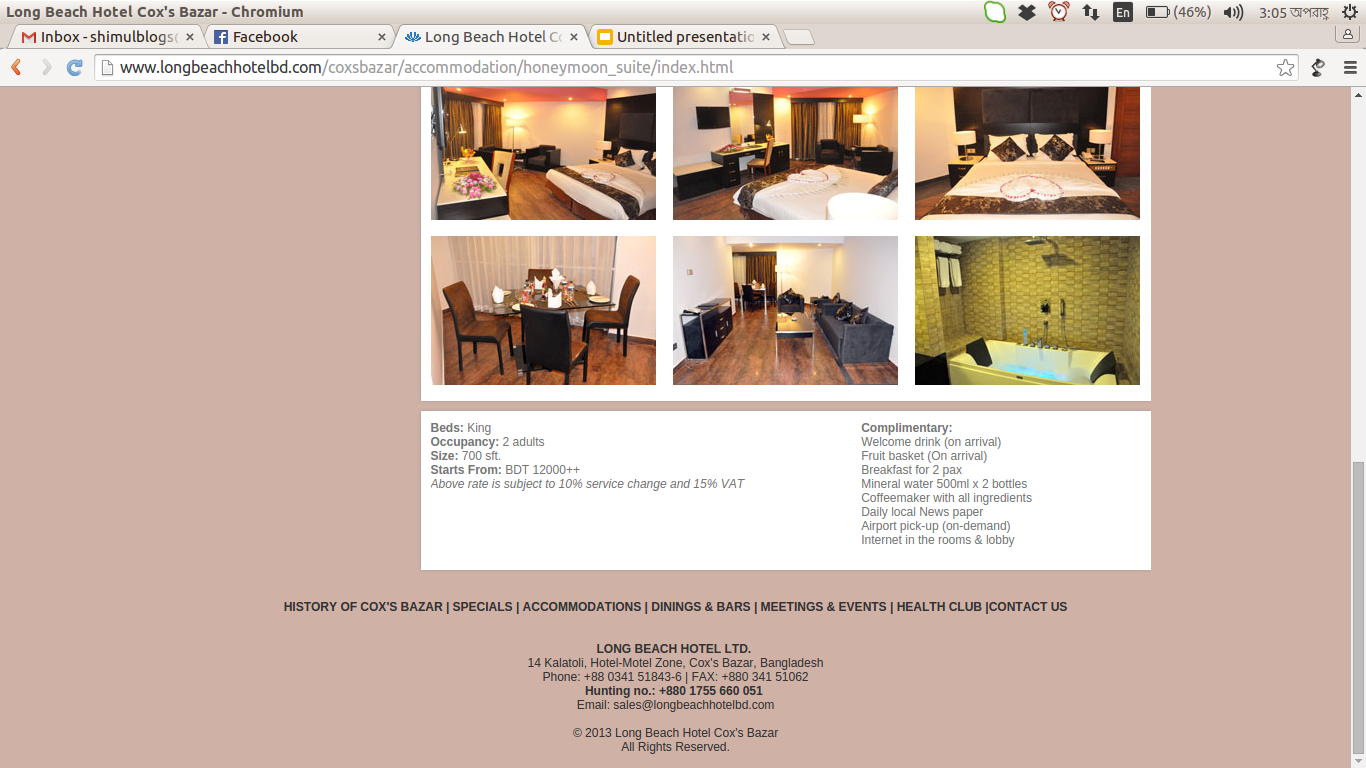 Long Beach Hotel Cox's Bazar - Chromium
En (46%) 3:05 অপরাহ্ণ
Inbox - shimulblogs(
Facebook
Long Beach Hotel Co
Untitled presentatio
www.longbeachhotelbd.com/coxsbazar/accommodation/honeymoon_suite/index.html
Beds: King
Occupancy: 2 adults
Size: 700 sft.
Starts From: BDT 12000++
Above rate is subject to 10% service change and 15% VAT
Complimentary:
Welcome drink (on arrival)
Fruit basket (On arrival)
Breakfast for 2 pax
Mineral water 500ml x 2 bottles
Coffeemaker with all ingredients
Daily local News paper
Airport pick-up (on-demand)
Internet in the rooms & lobby
HISTORY OF COX'S BAZAR | SPECIALS | ACCOMMODATIONS | DININGS & BARS | MEETINGS & EVENTS | HEALTH CLUB |CONTACT US
LONG BEACH HOTEL LTD.
14 Kalatoli, Hotel-Motel Zone, Cox's Bazar, Bangladesh
Phone: +88 0341 51843-6 | FAX: +880 341 51062
Hunting no.: +880 1755 660 051
Email: sales@longbeachhotelbd.com
© 2013 Long Beach Hotel Cox's Bazar
All Rights Reserved.